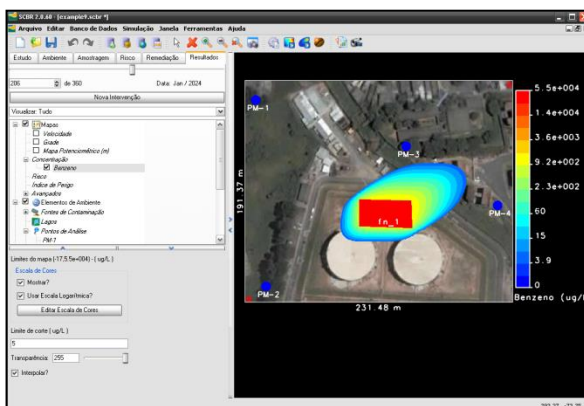 SCBR 2.0.60 - [example9.scbr *]
Arquivo Editar Banco de Dados Simulação Janela Ferramentas Ajuda
Estudo Ambiente Amostragem Risco Remediação Resultados
206 de 360 Data: Jan / 2024
Nova Intervenção
Visualizar: Tudo
Mapas
Velocidade
Grade
Mapa Potenciométrico (m)
Concentração
Benzeno
Risco
Índice de Perigo
Avançados
Elementos de Ambiente
Fontes de Contaminação
Lagos
Pontos de Análise
PM-1
Limites do mapa (-17,5.5e+004) - ( ug/L )
Escala de Cores
Mostrar?
Usar Escala Logarítmica?
Editar Escala de Cores
Limite de corte ( ug/L )
5
Transparência: 255
Interpolar?
PM-1
PM-3
PM-4
PM-2
In_1
191.37 m
231.48 m
5.5e+004
1.4e+004
3.6e+003
9.2e+002
2.3e+002
60
15
3.9
0
Benzeno (ug/L